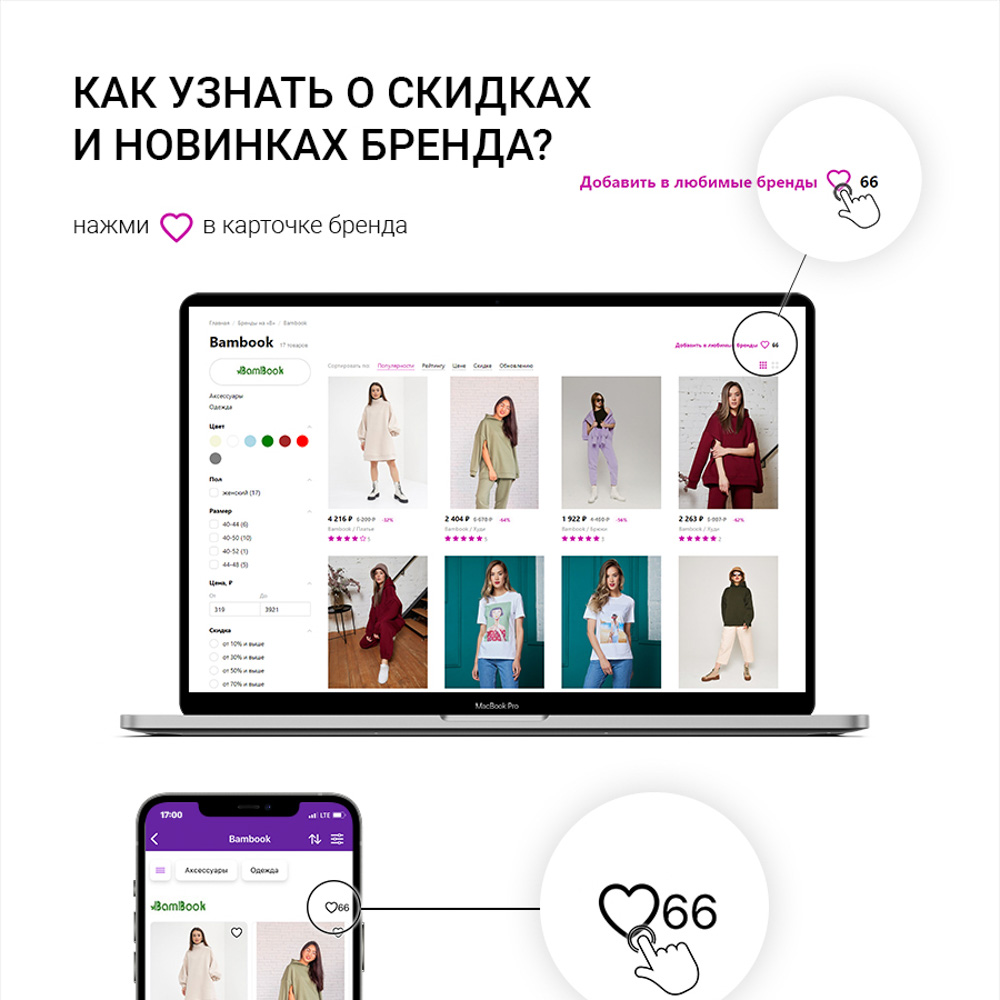 КАК УЗНАТЬ О СКИДКАХ
И НОВИНКАХ БРЕНДА?
Добавить в любимые бренды 66
нажми в карточке бренда
Главная / Бренды на «B» / Bambook
Bambook 17 товаров
Добавить в любимы бренды 66
BamBook
Сортировать по: Популярности Рейтингу Цене Скидке Обновлению
Аксессуары
Одежда
Цвет
Пол
женский (17)
Размер
40-44 (6)
40-50 (10)
40-52 (1)
44-48 (5)
Цена, ₽
От До
319 3921
Скидка
от 10% и выше
от 30% и выше
от 50% и выше
от 70% и выше
4 216 ₽ 6 200 ₽ -32%
Bambook / Платье
5
2 404 ₽ 6 678 ₽ -64%
Bambook / Худи
5
1 922 ₽ -56%
Bambook / Брюки
5
2 263 ₽ -62%
Bambook / Худи
2
MacBook Pro
17:00 LTE
Bambook
Аксессуары Одежда
BamBook 66
66